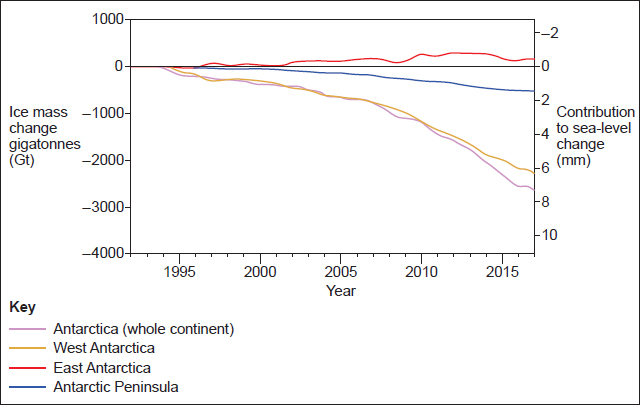 1000
0
–1000
–2000
–3000
–4000
Ice mass
change
gigatonnes
(Gt)
–2
0
2
4
6
8
10
Contribution
to sea-level
change
(mm)
1995
2000
2005
2010
2015
Year
Key
Antarctica (whole continent)
West Antarctica
East Antarctica
Antarctic Peninsula